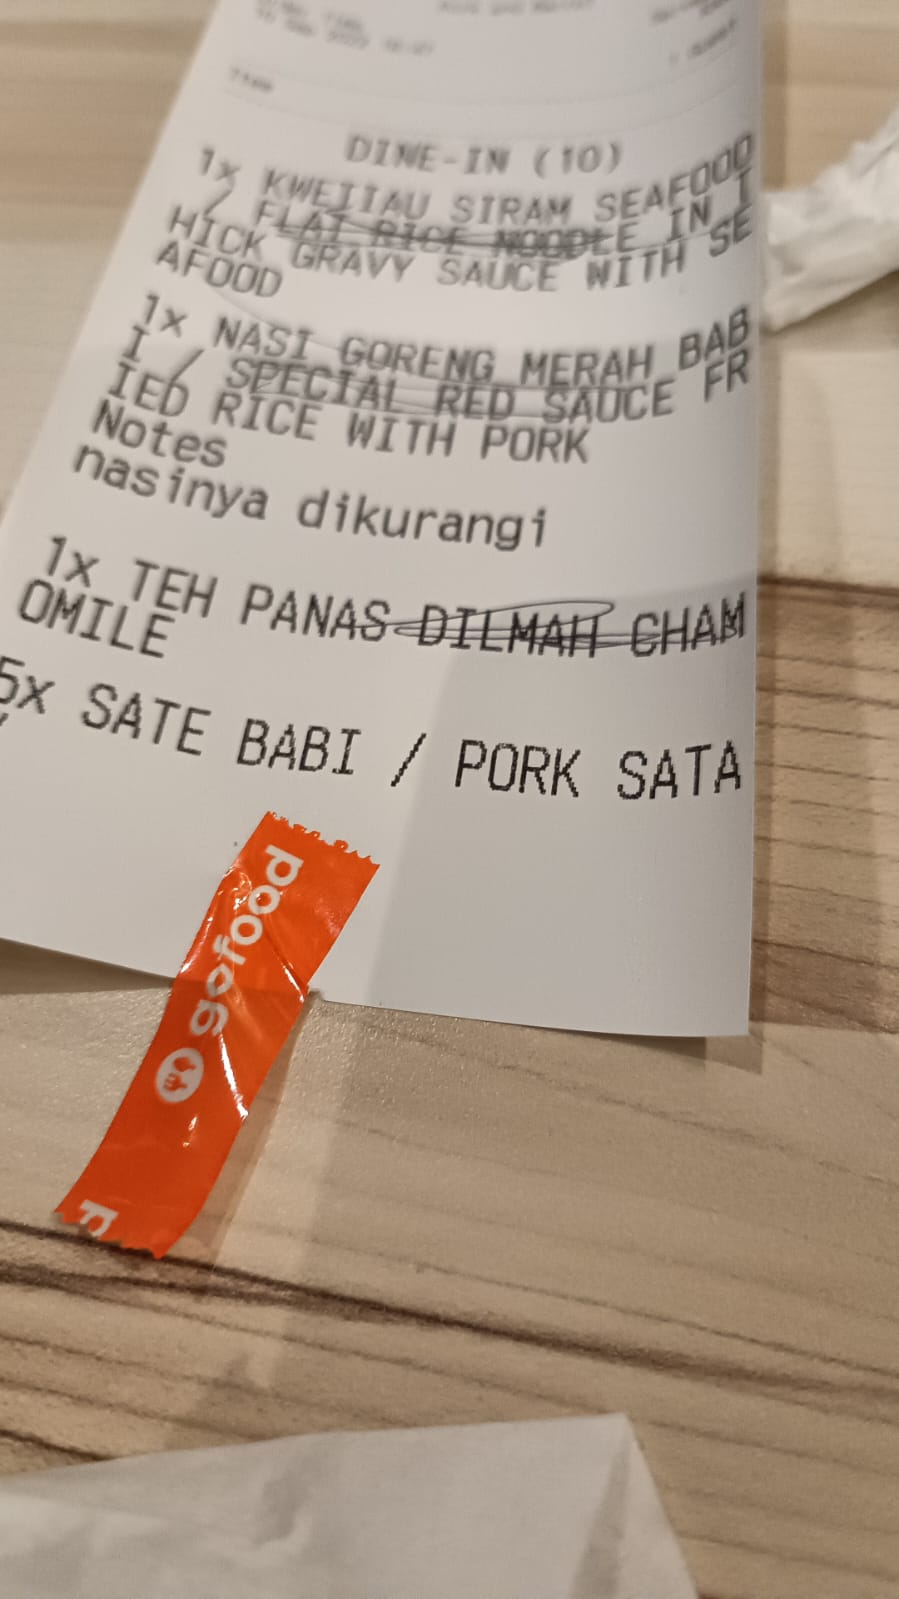 Item
DINE-IN (10)
1x KWETIAU SIRAM SEAFOOD
/ FLAT RICE NOODLE IN T
HICK GRAVY SAUCE WITH SE
AFOOD
1x NASI GORENG MERAH BAB
I / SPECIAL RED SAUCE FR
IED RICE WITH PORK
Notes
nasinya dikurangi
1x TEH PANAS DILMAH CHAM
OMILE
5x SATE BABI / PORK SATA
gofood
d